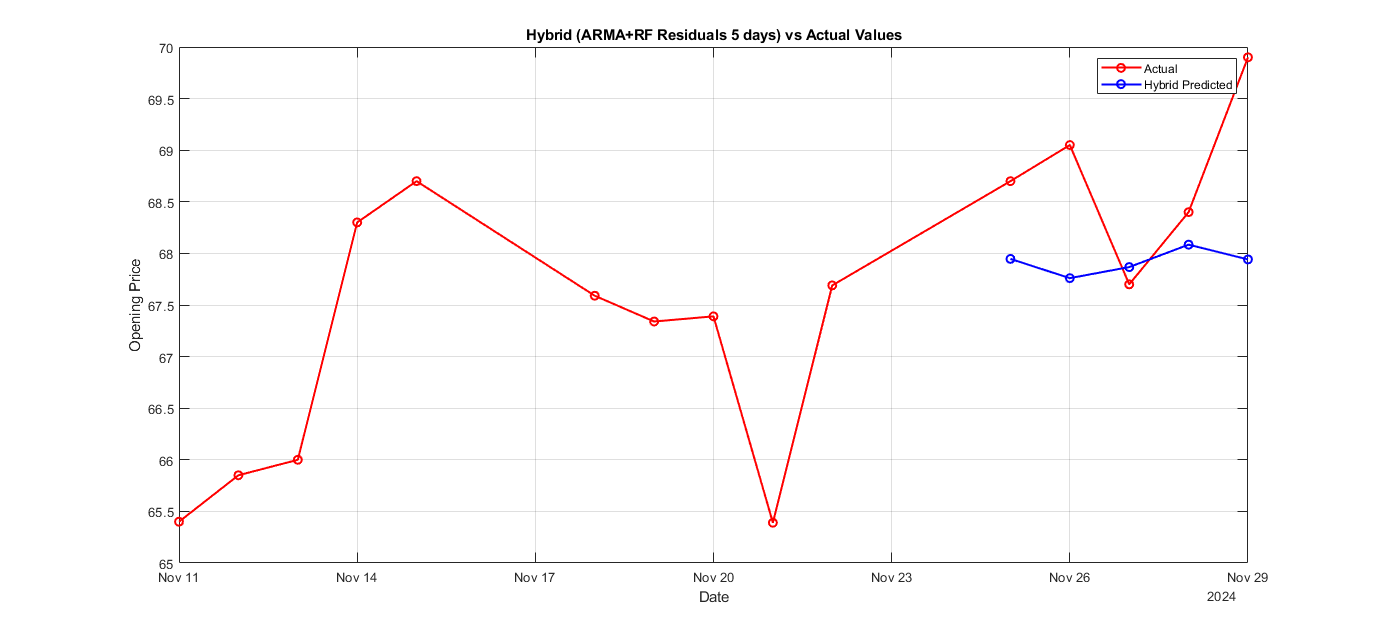 Hybrid (ARMA+RF Residuals 5 days) vs Actual Values
Actual
Hybrid Predicted
Opening Price
70
69.5
69
68.5
68
67.5
67
66.5
66
65.5
65
Nov 11
Nov 14
Nov 17
Nov 20
Nov 23
Nov 26
Nov 29
Date
2024